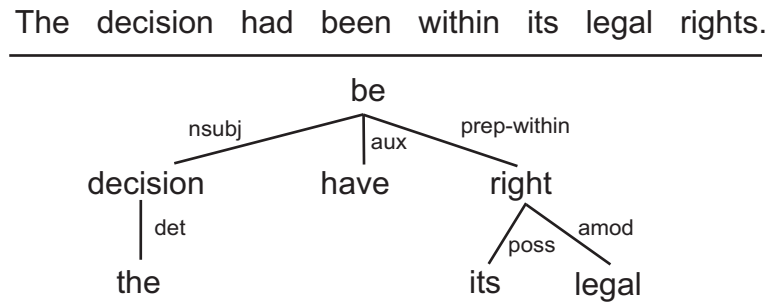 The decision had been within its legal rights.
be
nsubj aux prep-within
decision have right
det poss amod
the its legal